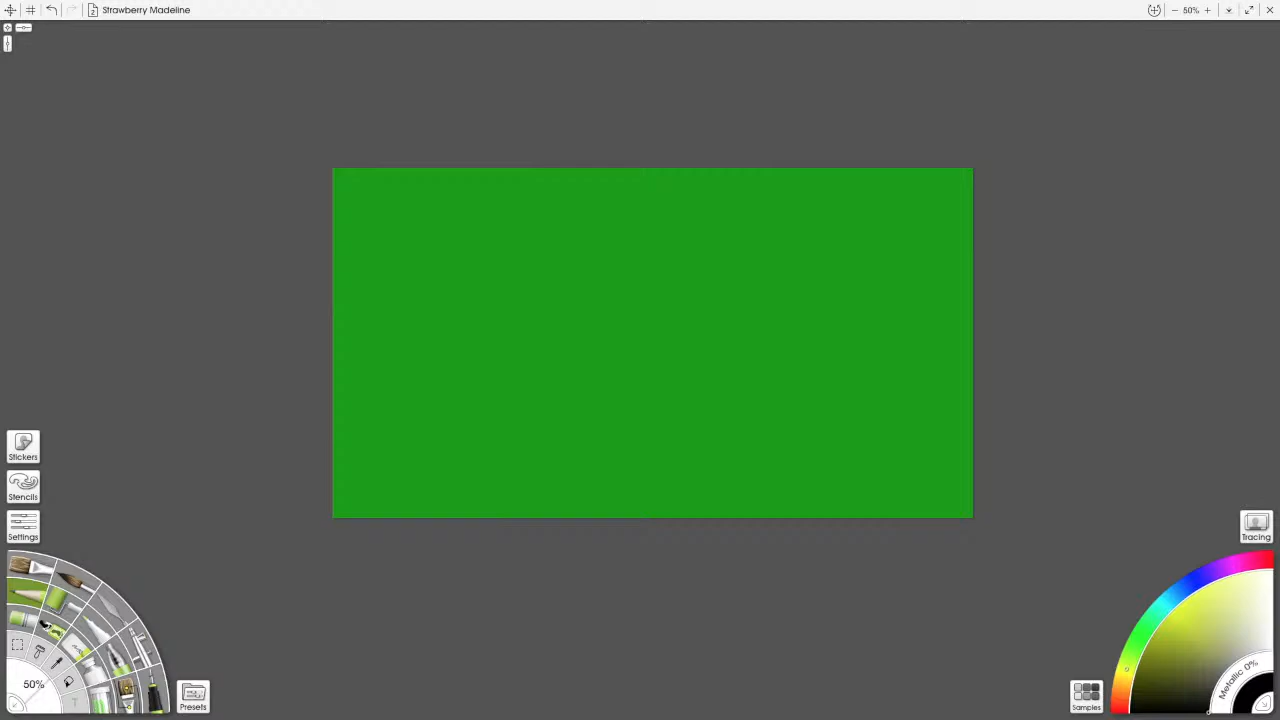 Strawberry Madeline
50%
Stickers
Stencils
Settings
Tracing
50%
Presets
Samples
Metallic 0%
T